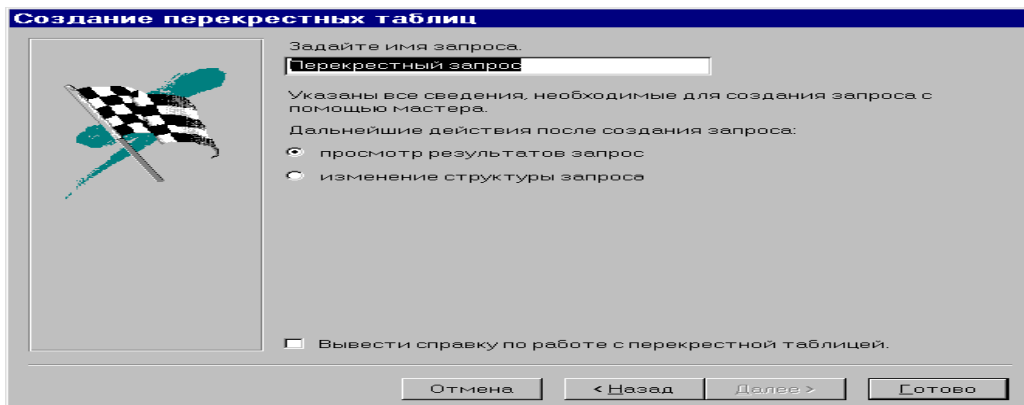 Создание перекрестных таблиц
Задайте имя запроса.
Перекрестный запрос
Указаны все сведения, необходимые для создания запроса с
помощью мастера.
Дальнейшие действия после создания запроса:
просмотр результатов запрос
изменение структуры запроса
Вывести справку по работе с перекрестной таблицей.
Отмена < Назад Далее > Готово